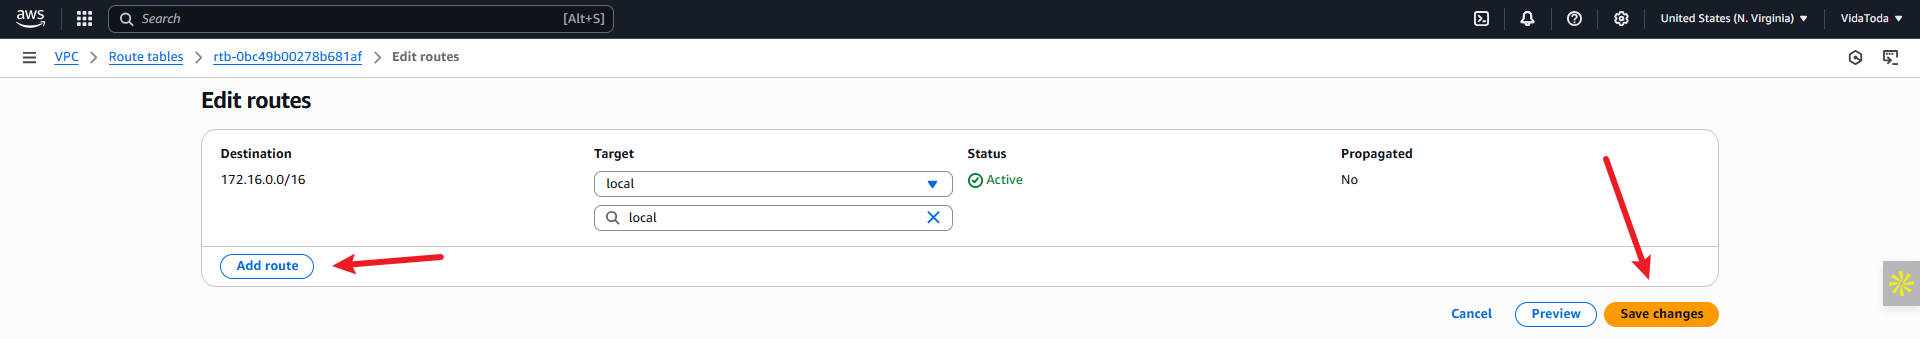 aws
Search [Alt+S] United States (N. Virginia) VidaToda
VPC Route tables rtb-0bc49b00278b681af Edit routes
Edit routes
Destination Target Status Propagated
172.16.0.0/16 local Active No
local
Add route
Cancel Preview Save changes